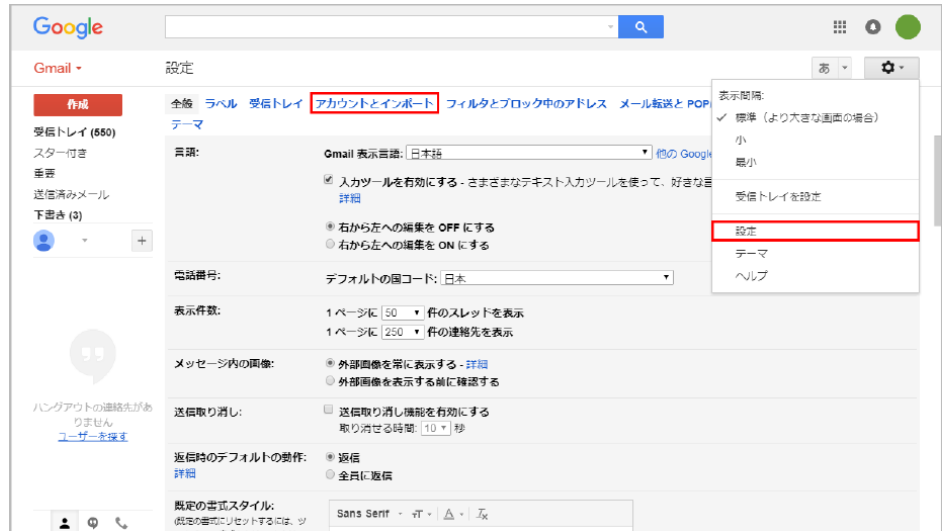 Google
Gmail
設定
あ
作成
受信トレイ (550)
スター付き
重要
送信済みメール
下書き (3)
ハングアウトの連絡先があ
りません
ユーザーを探す
全般 ラベル 受信トレイ アカウントとインポート フィルタとブロック中のアドレス メール転送と POP
テーマ
言語:
Gmail 表示言語: 日本語 他の Google
入力ツールを有効にする - さまざまなテキスト入力ツールを使って、好きな言
詳細
右から左への編集を OFF にする
右から左への編集を ON にする
電話番号:
デフォルトの国コード: 日本
表示件数:
1 ページに 50 件のスレッドを表示
1 ページに 250 件の連絡先を表示
メッセージ内の画像:
外部画像を常に表示する - 詳細
外部画像を表示する前に確認する
送信取り消し:
送信取り消し機能を有効にする
取り消せる時間: 10 秒
返信時のデフォルトの動作:
詳細
返信
全員に返信
既定の書式スタイル:
(既定の書式にリセットするには、ツ
Sans Serif
表示間隔:
標準（より大きな画面の場合）
小
最小
受信トレイを設定
設定
テーマ
ヘルプ